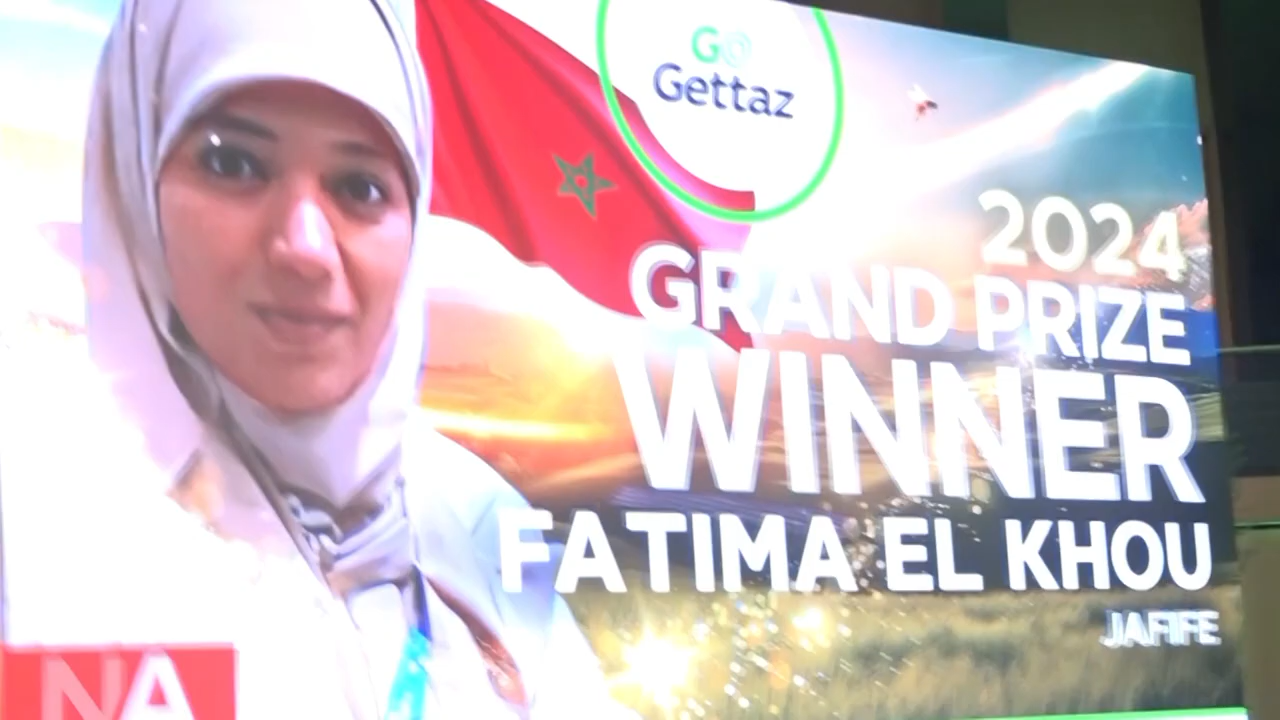 GO
Gettaz
2024
GRAND PRIZE
WINNER
FATIMA EL KHOU
JAFIFE
NA